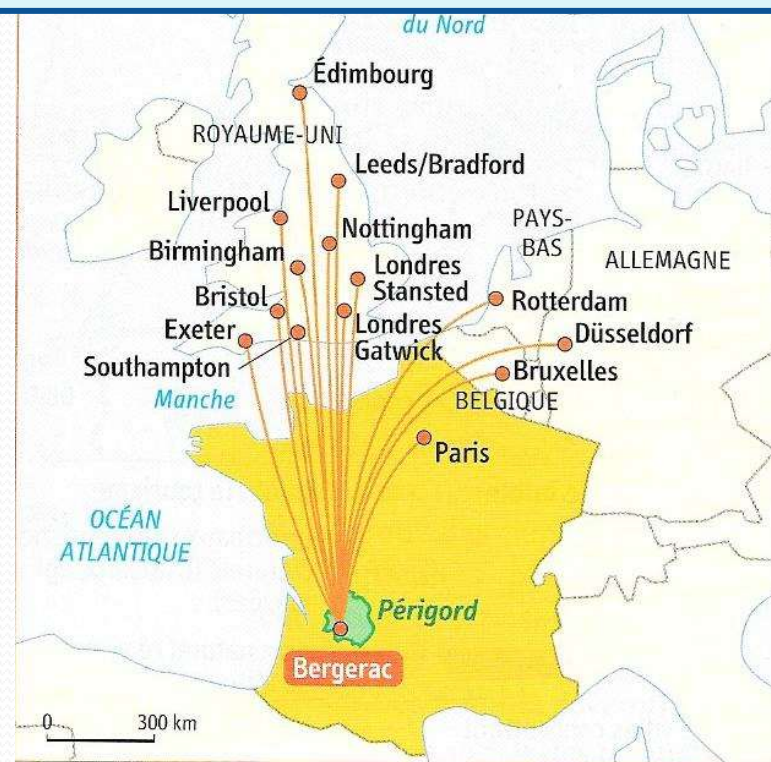 du Nord
Édimbourg
ROYAUME-UNI
Leeds/Bradford
Liverpool
Nottingham
PAYS-
BAS
Birmingham
Londres
Stansted
ALLEMAGNE
Bristol
Rotterdam
Exeter
Londres
Gatwick
Düsseldorf
Southampton
Bruxelles
Manche
BELGIQUE
Paris
OCÉAN
ATLANTIQUE
Périgord
Bergerac
0 300 km